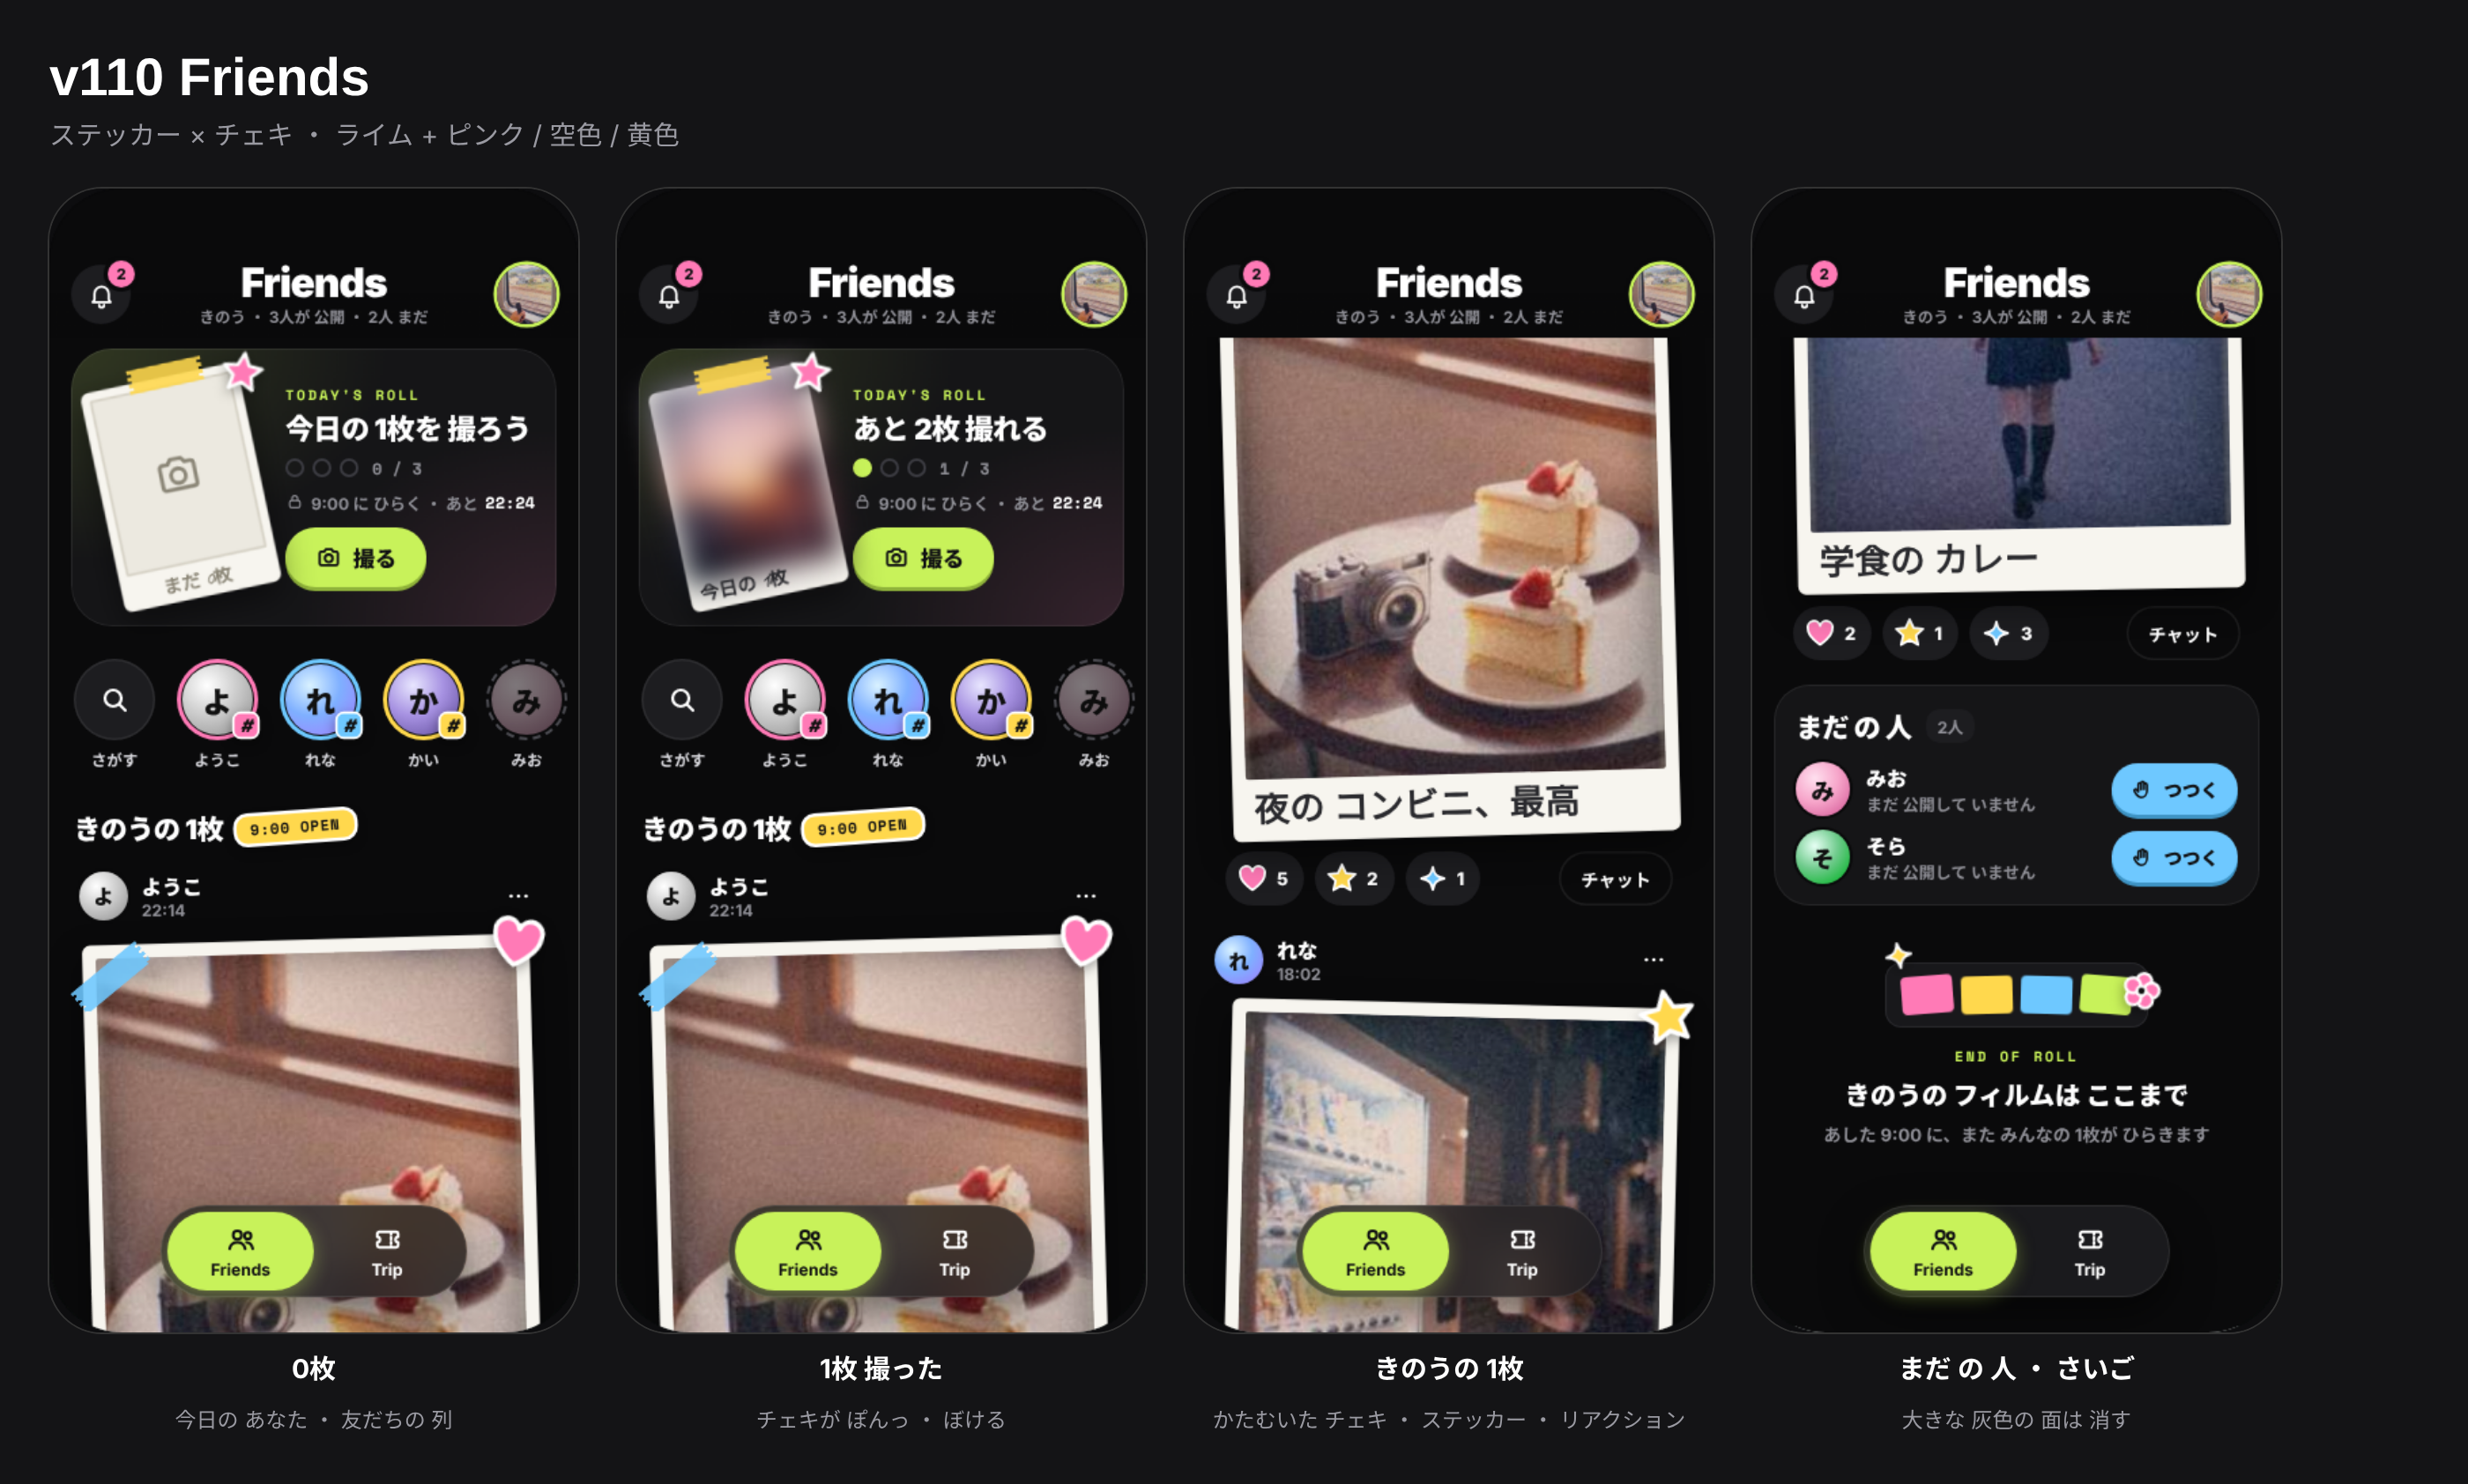 v110 Friends
ステッカー × チェキ ・ ライム + ピンク / 空色 / 黄色
2
Friends
きのう ・ 3人が 公開 ・ 2人 まだ
まだ 0枚
TODAY'S ROLL
今日の 1枚を 撮ろう
0 / 3
9:00 に ひらく ・ あと 22:24
撮る
さがす
よ
#
ようこ
れ
#
れな
か
#
かい
み
みお
きのうの 1枚
9:00 OPEN
よ
ようこ
22:14
...
Friends
Trip
0枚
今日の あなた ・ 友だちの 列
2
Friends
きのう ・ 3人が 公開 ・ 2人 まだ
今日の 1枚
TODAY'S ROLL
あと 2枚 撮れる
1 / 3
9:00 に ひらく ・ あと 22:24
撮る
さがす
よ
#
ようこ
れ
#
れな
か
#
かい
み
みお
きのうの 1枚
9:00 OPEN
よ
ようこ
22:14
...
Friends
Trip
1枚 撮った
チェキが ぽんっ ・ ぼける
2
Friends
きのう ・ 3人が 公開 ・ 2人 まだ
夜の コンビニ、最高
5
2
1
チャット
れ
れな
18:02
...
Friends
Trip
きのうの 1枚
かたむいた チェキ ・ ステッカー ・ リアクション
2
Friends
きのう ・ 3人が 公開 ・ 2人 まだ
学食の カレー
2
1
3
チャット
まだ の 人
2人
み
みお
まだ 公開して いません
つつく
そ
そら
まだ 公開して いません
つつく
END OF ROLL
きのうの フィルムは ここまで
あした 9:00 に、また みんなの 1枚が ひらきます
Friends
Trip
まだ の 人 ・ さいご
大きな 灰色の 面は 消す